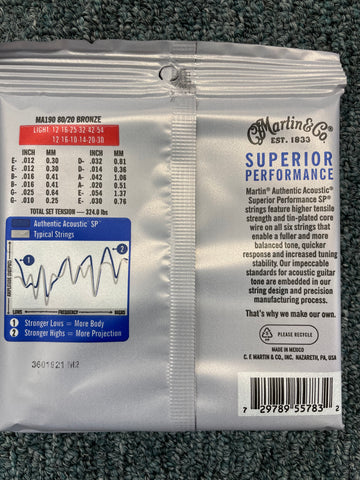 MA190 80/20 BRONZE
LIGHT 12 16 25 32 42 54
12 16 10 14 20 30
INCH MM INCH MM
E- .012 0.30 D- .032 0.81
E- .012 0.30 D- .014 0.36
B- .016 0.41 A- .042 1.06
B- .016 0.41 A- .020 0.51
G- .025 0.64 E- .054 1.37
G- .010 0.25 E- .030 0.76
TOTAL SET TENSION — 324.0 lbs
Authentic Acoustic SP™
Typical Strings
1
2
AMPLITUDE (VOLUME)
LOWS FREQUENCY HIGHS
1 Stronger Lows = More Body
2 Stronger Highs = More Projection
3601921 M2
Martin & Co.
EST. 1833
SUPERIOR
PERFORMANCE
Martin® Authentic Acoustic®
Superior Performance SP®
strings feature higher tensile
strength and tin-plated core
wire on all six strings that
enable a fuller and more
balanced tone, quicker
response and increased tuning
stability. Our impeccable
standards for acoustic guitar
tone are embedded in our
string design and precision
manufacturing process.
That's why we make our own.
PLEASE RECYCLE
MADE IN MEXICO
C. F. MARTIN & CO., INC. NAZARETH, PA, USA
7 29789 55783 2